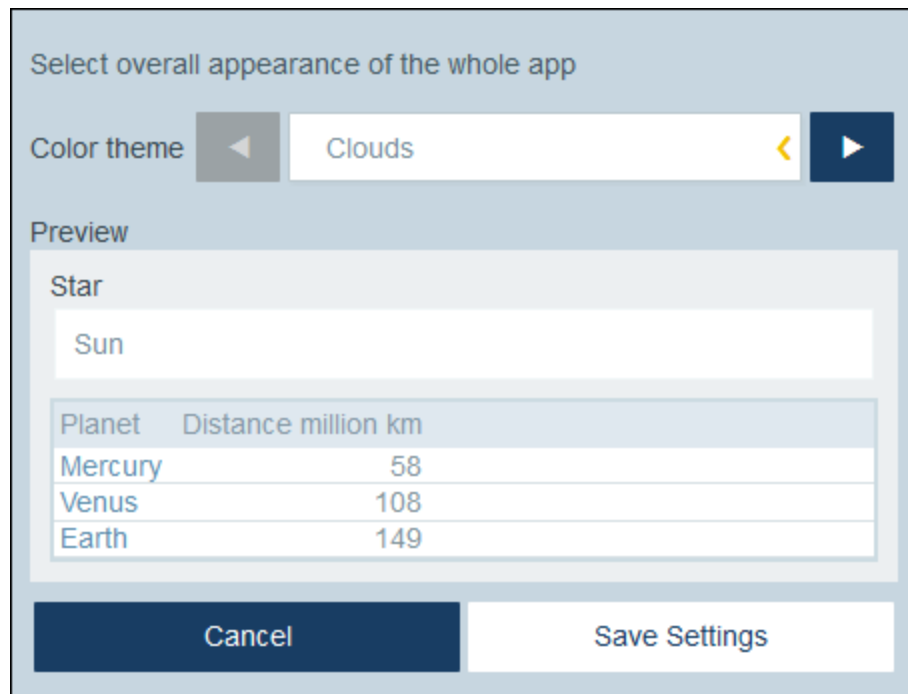 Select overall appearance of the whole app
Color theme Clouds
Preview
Star
Sun
Planet Distance million km
Mercury 58
Venus 108
Earth 149
Cancel Save Settings